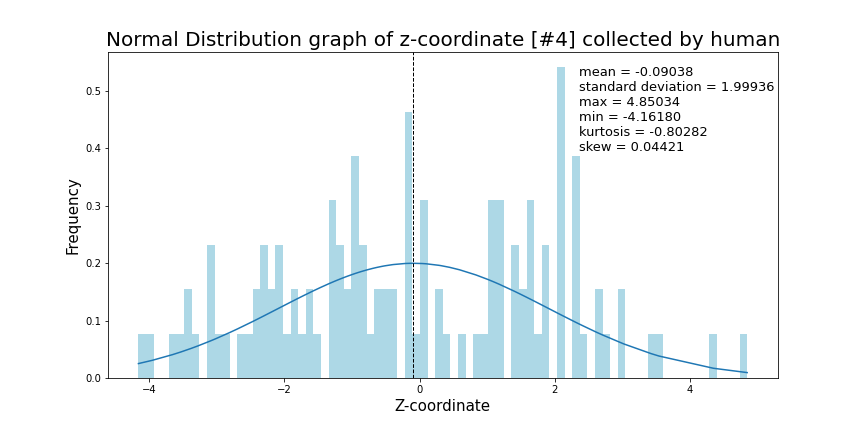 Normal Distribution graph of z-coordinate [#4] collected by human
mean = -0.09038
standard deviation = 1.99936
max = 4.85034
min = -4.16180
kurtosis = -0.80282
skew = 0.04421
Frequency
0.5
0.4
0.3
0.2
0.1
0.0
−4 −2 0 2 4
Z-coordinate